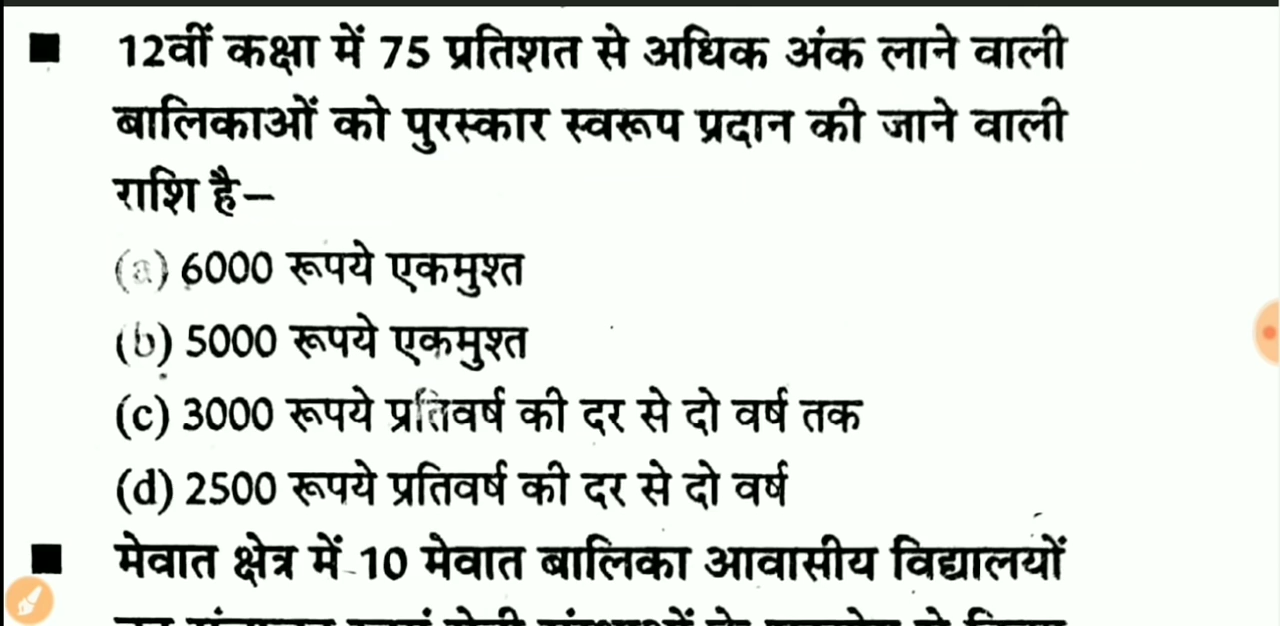 ■ 12वीं कक्षा में 75 प्रतिशत से अधिक अंक लाने वाली
बालिकाओं को पुरस्कार स्वरूप प्रदान की जाने वाली
राशि है–
(a) 6000 रूपये एकमुश्त
(b) 5000 रूपये एकमुश्त
(c) 3000 रूपये प्रतिवर्ष की दर से दो वर्ष तक
(d) 2500 रूपये प्रतिवर्ष की दर से दो वर्ष
■ मेवात क्षेत्र में 10 मेवात बालिका आवासीय विद्यालयों